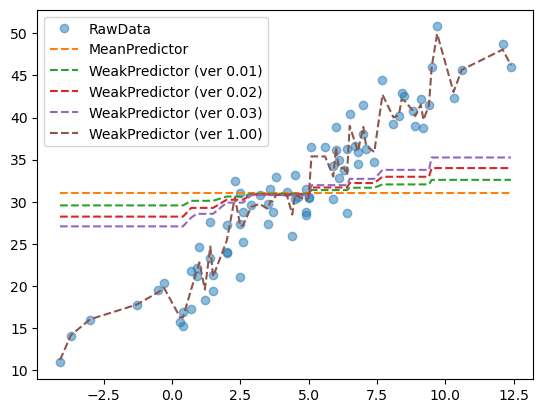 50
45
40
35
30
25
20
15
10
RawData
MeanPredictor
WeakPredictor (ver 0.01)
WeakPredictor (ver 0.02)
WeakPredictor (ver 0.03)
WeakPredictor (ver 1.00)
−2.5 0.0 2.5 5.0 7.5 10.0 12.5